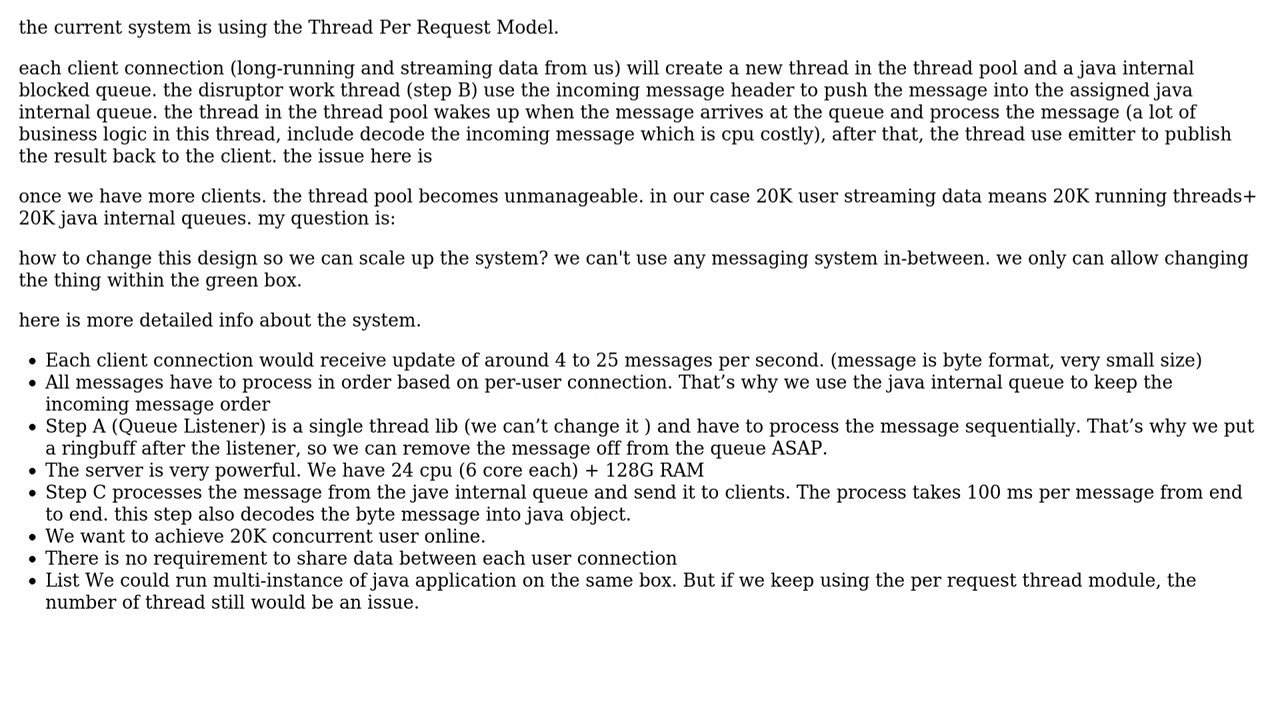 the current system is using the Thread Per Request Model.
each client connection (long-running and streaming data from us) will create a new thread in the thread pool and a java internal
blocked queue. the disruptor work thread (step B) use the incoming message header to push the message into the assigned java
internal queue. the thread in the thread pool wakes up when the message arrives at the queue and process the message (a lot of
business logic in this thread, include decode the incoming message which is cpu costly), after that, the thread use emitter to publish
the result back to the client. the issue here is
once we have more clients. the thread pool becomes unmanageable. in our case 20K user streaming data means 20K running threads+
20K java internal queues. my question is:
how to change this design so we can scale up the system? we can't use any messaging system in-between. we only can allow changing
the thing within the green box.
here is more detailed info about the system.
• Each client connection would receive update of around 4 to 25 messages per second. (message is byte format, very small size)
• All messages have to process in order based on per-user connection. That’s why we use the java internal queue to keep the
incoming message order
• Step A (Queue Listener) is a single thread lib (we can’t change it ) and have to process the message sequentially. That’s why we put
a ringbuff after the listener, so we can remove the message off from the queue ASAP.
• The server is very powerful. We have 24 cpu (6 core each) + 128G RAM
• Step C processes the message from the jave internal queue and send it to clients. The process takes 100 ms per message from end
to end. this step also decodes the byte message into java object.
• We want to achieve 20K concurrent user online.
• There is no requirement to share data between each user connection
• List We could run multi-instance of java application on the same box. But if we keep using the per request thread module, the
number of thread still would be an issue.